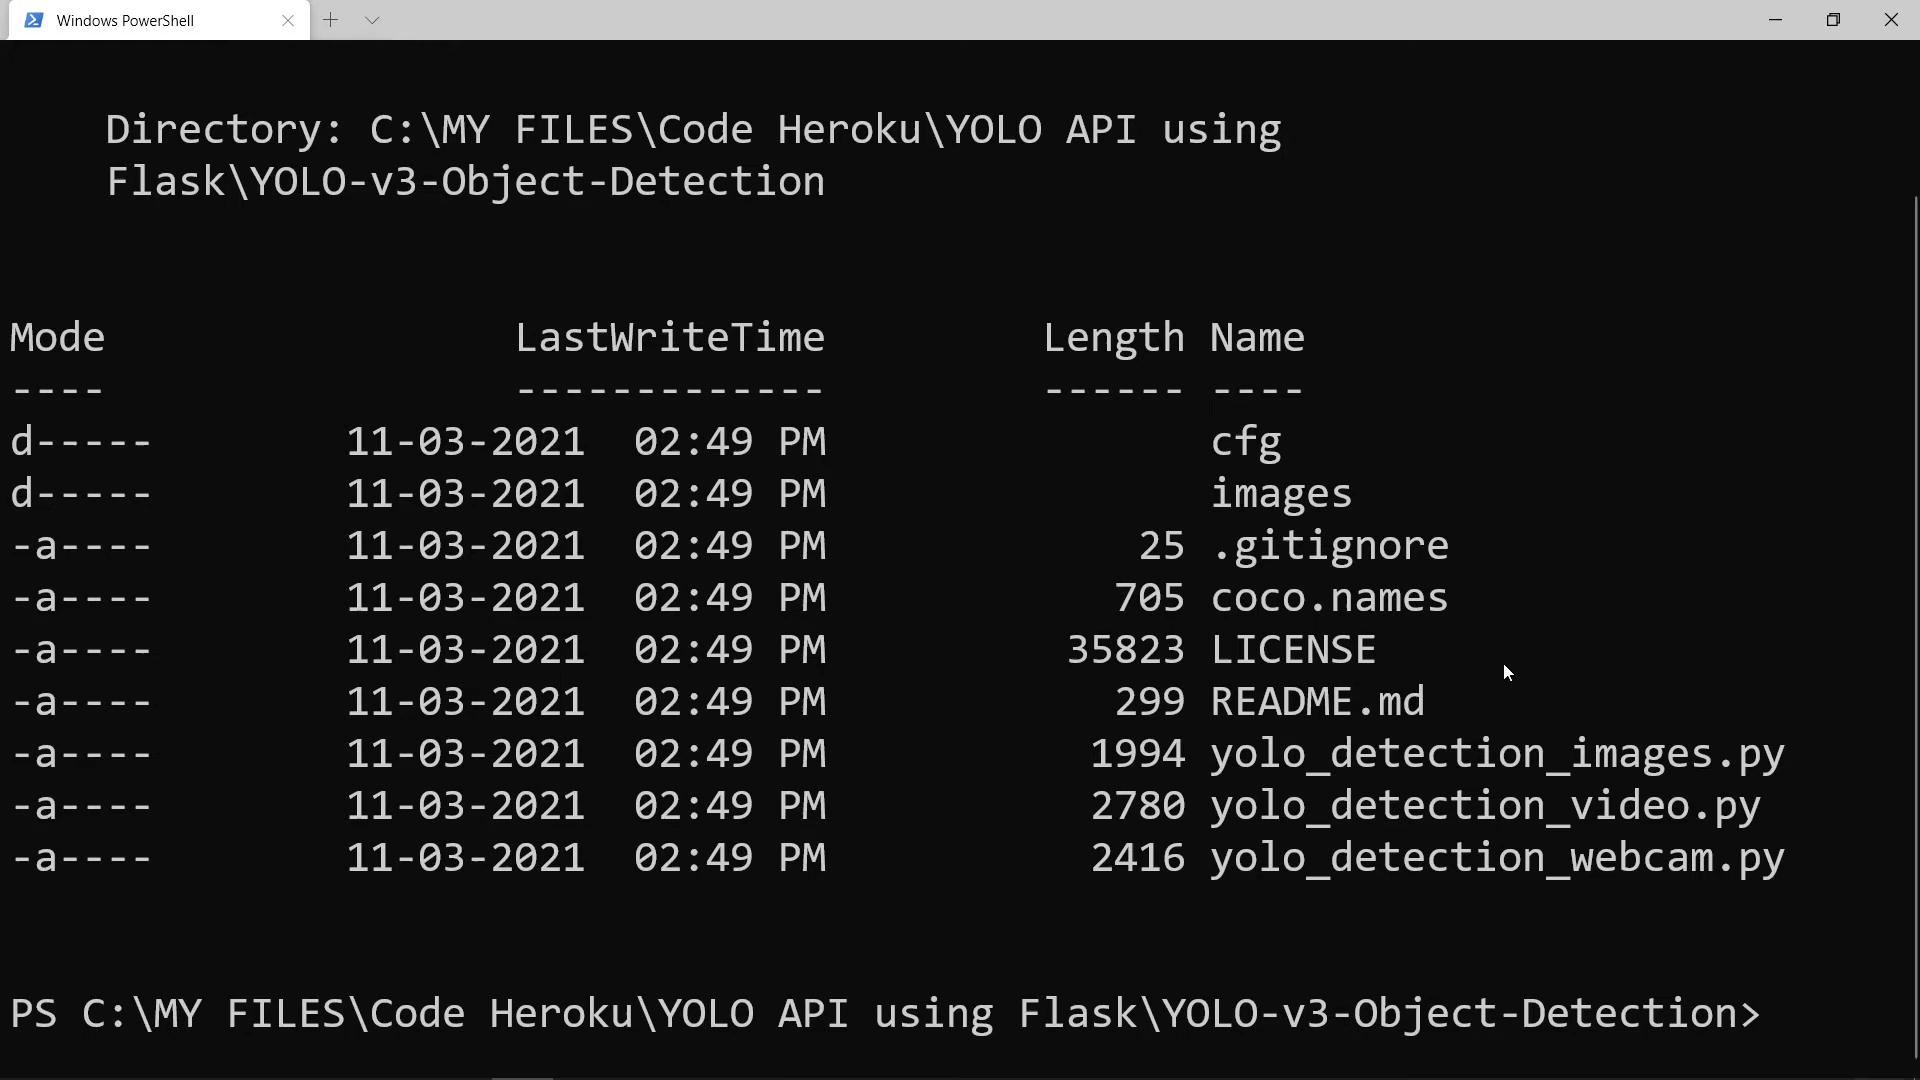 Windows PowerShell
Directory: C:\MY FILES\Code Heroku\YOLO API using
Flask\YOLO-v3-Object-Detection
Mode LastWriteTime Length Name
---- ------------- ------ ----
d----- 11-03-2021 02:49 PM cfg
d----- 11-03-2021 02:49 PM images
-a---- 11-03-2021 02:49 PM 25 .gitignore
-a---- 11-03-2021 02:49 PM 705 coco.names
-a---- 11-03-2021 02:49 PM 35823 LICENSE
-a---- 11-03-2021 02:49 PM 299 README.md
-a---- 11-03-2021 02:49 PM 1994 yolo_detection_images.py
-a---- 11-03-2021 02:49 PM 2780 yolo_detection_video.py
-a---- 11-03-2021 02:49 PM 2416 yolo_detection_webcam.py
PS C:\MY FILES\Code Heroku\YOLO API using Flask\YOLO-v3-Object-Detection>